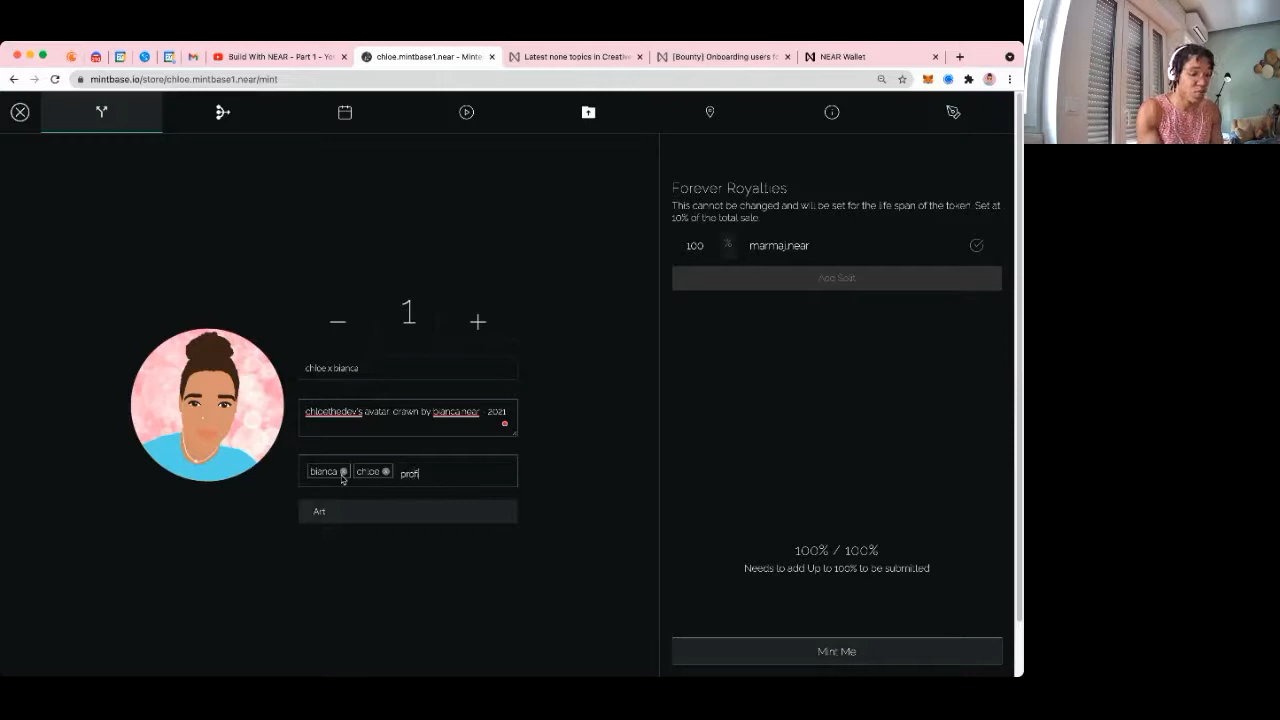 Build With NEAR - Part 1 - Yo
chloe.mintbase1.near - Minte
Latest none topics in Creative
[Bounty] Onboarding users fo
NEAR Wallet
mintbase.io/store/chloe.mintbase1.near/mint
1
chloe x bianca
chloethedev's avatar drawn by bianca.near - 2021
bianca
chloe
profi
Art
Forever Royalties
This cannot be changed and will be set for the life span of the token. Set at
10% of the total sale.
100 % marmaj.near
Add Split
100% / 100%
Needs to add Up to 100% to be submitted
Mint Me